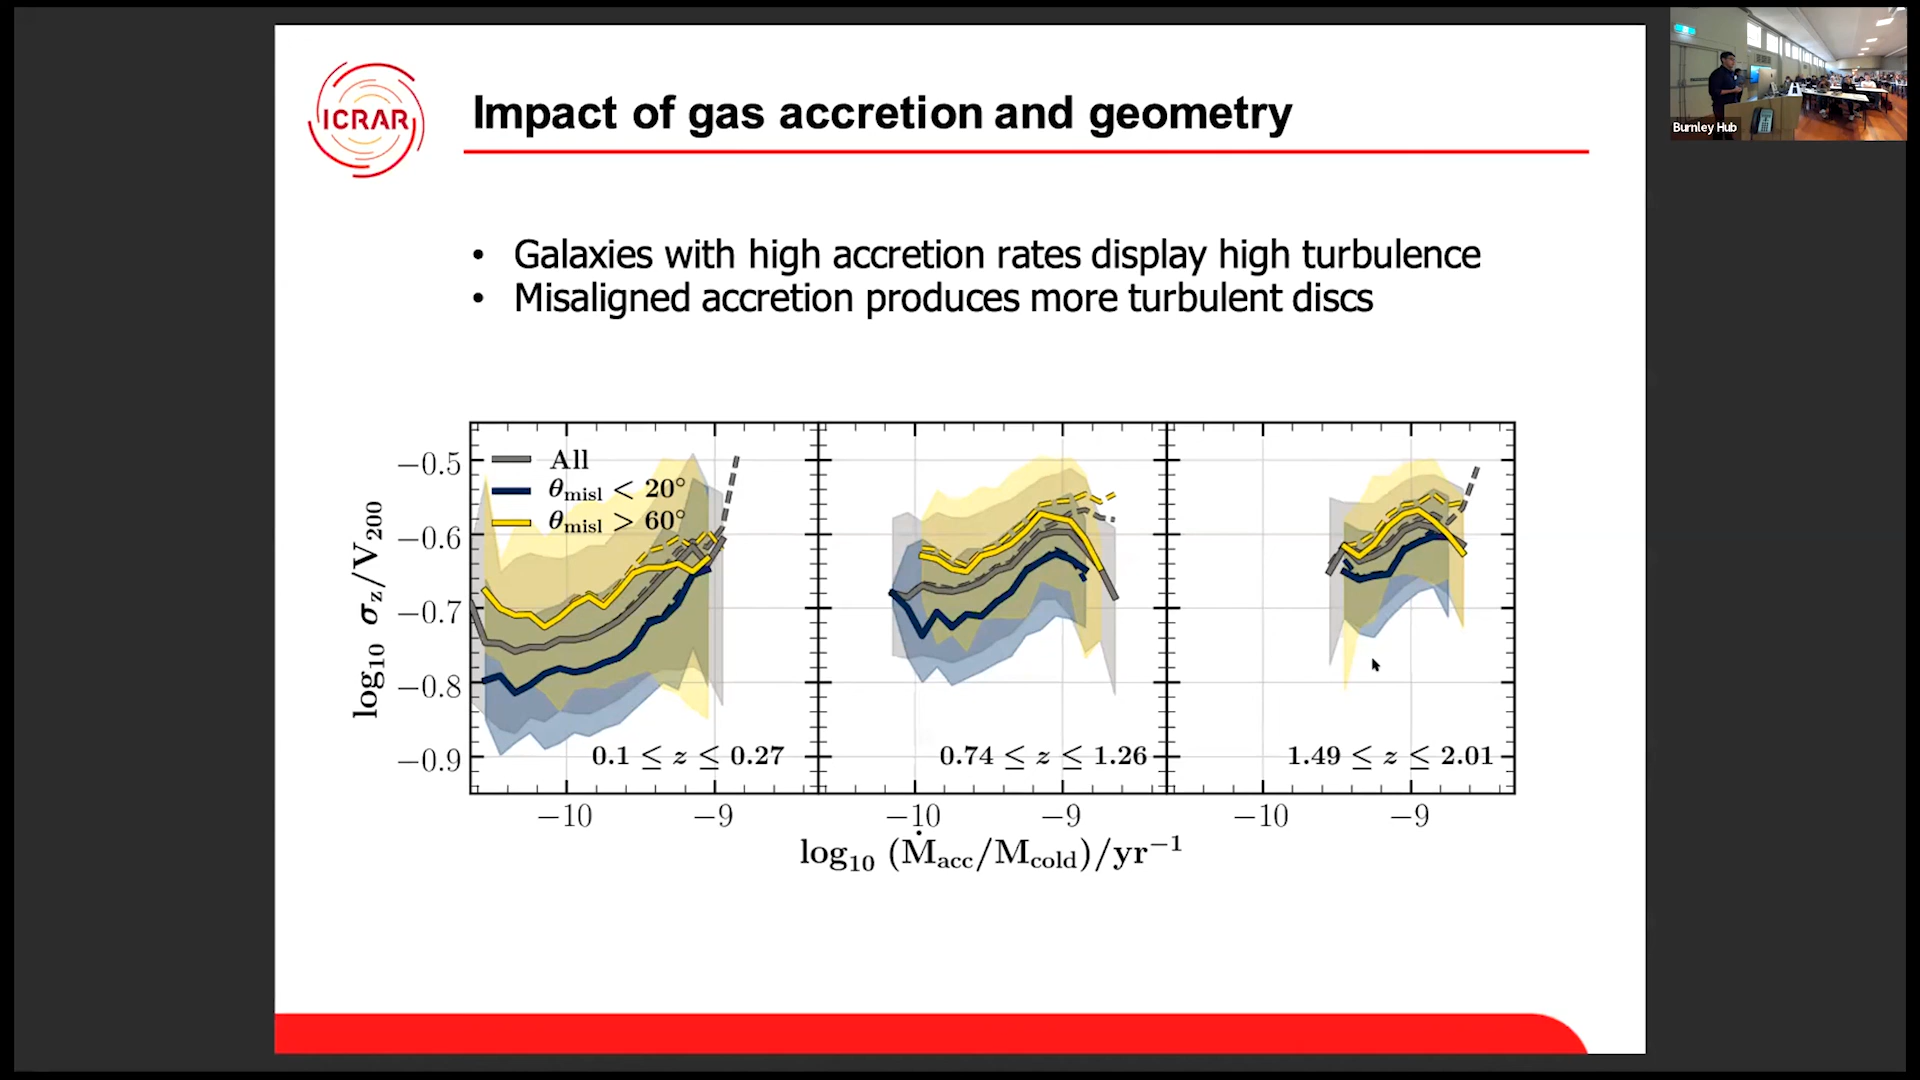 ICRAR
Impact of gas accretion and geometry
Burnley Hub
• Galaxies with high accretion rates display high turbulence
• Misaligned accretion produces more turbulent discs
All
θmisl < 20°
θmisl > 60°
−0.5
−0.6
−0.7
−0.8
−0.9
log10 σz/V200
0.1 ≤ z ≤ 0.27
0.74 ≤ z ≤ 1.26
1.49 ≤ z ≤ 2.01
−10 −9 −10 −9 −10 −9
log10 (Ṁacc/Mcold)/yr−1